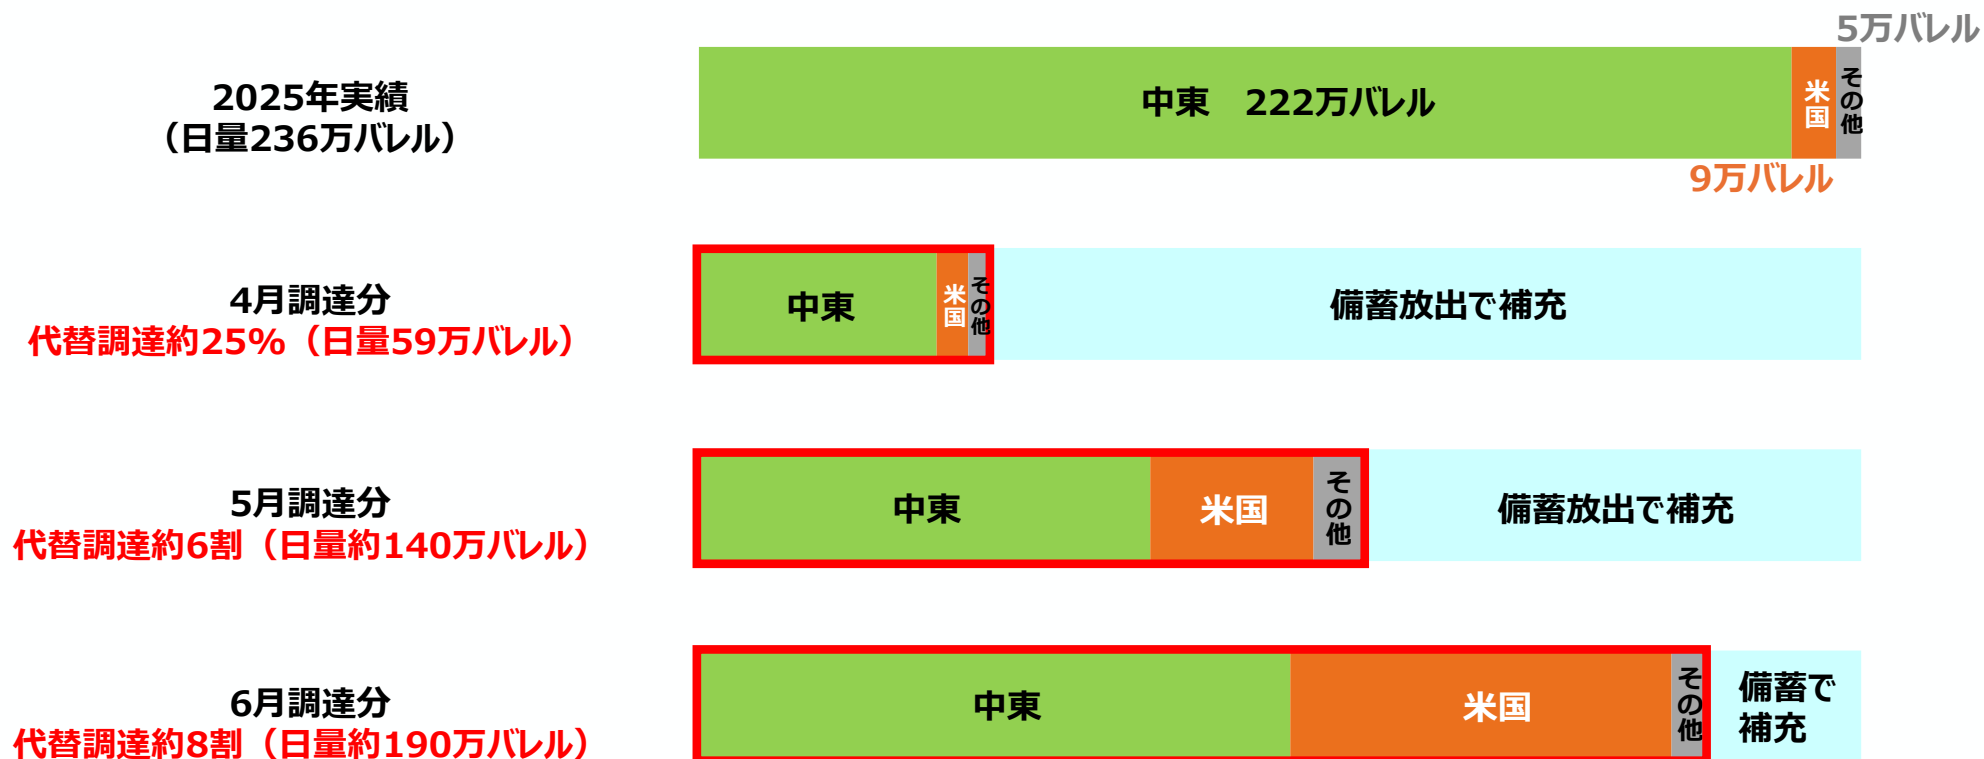 5万バレル
2025年実績
（日量236万バレル）
中東　222万バレル
米国
その他
9万バレル
4月調達分
代替調達約25%（日量59万バレル）
中東
米国
その他
備蓄放出で補充
5月調達分
代替調達約6割（日量約140万バレル）
中東
米国
その他
備蓄放出で補充
6月調達分
代替調達約8割（日量約190万バレル）
中東
米国
その他
備蓄で
補充